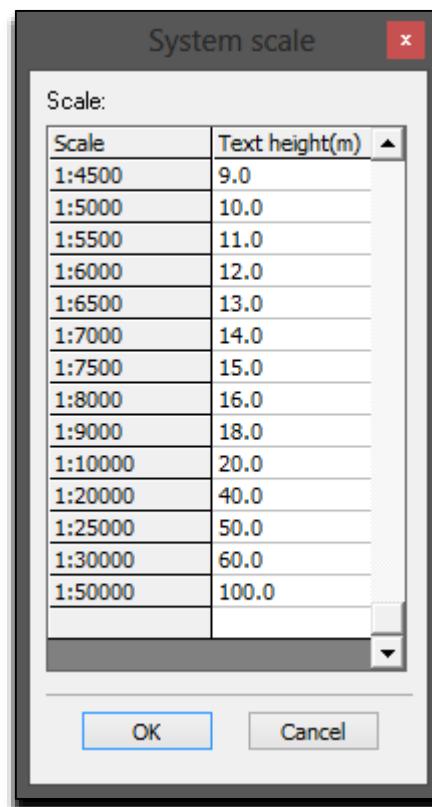 System scale
x
Scale:
Scale Text height(m)
1:4500 9.0
1:5000 10.0
1:5500 11.0
1:6000 12.0
1:6500 13.0
1:7000 14.0
1:7500 15.0
1:8000 16.0
1:9000 18.0
1:10000 20.0
1:20000 40.0
1:25000 50.0
1:30000 60.0
1:50000 100.0
OK Cancel